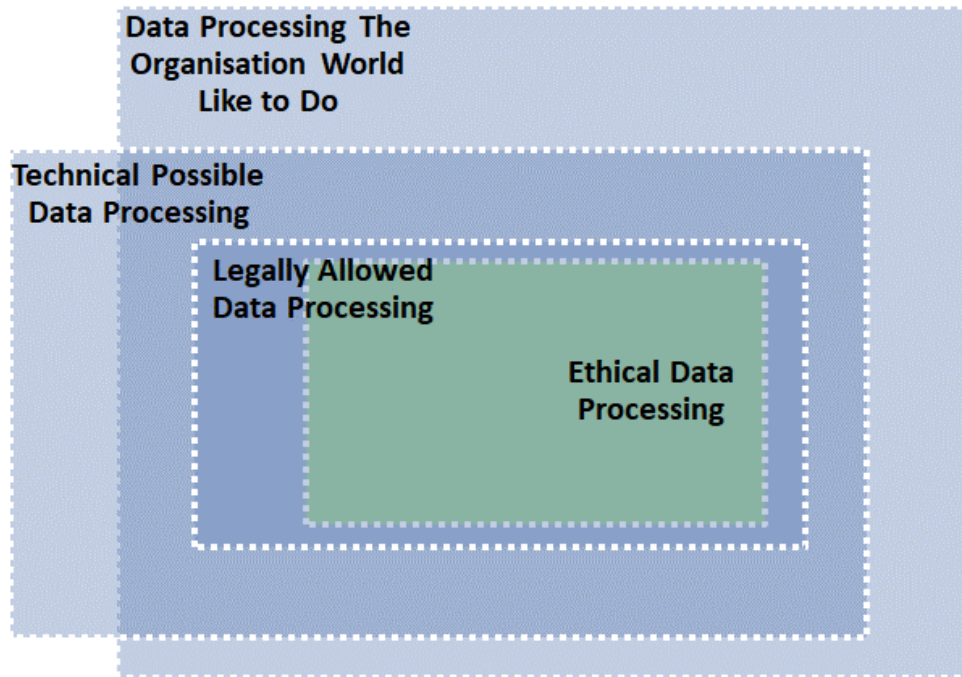 Data Processing The
Organisation World
Like to Do
Technical Possible
Data Processing
Legally Allowed
Data Processing
Ethical Data
Processing